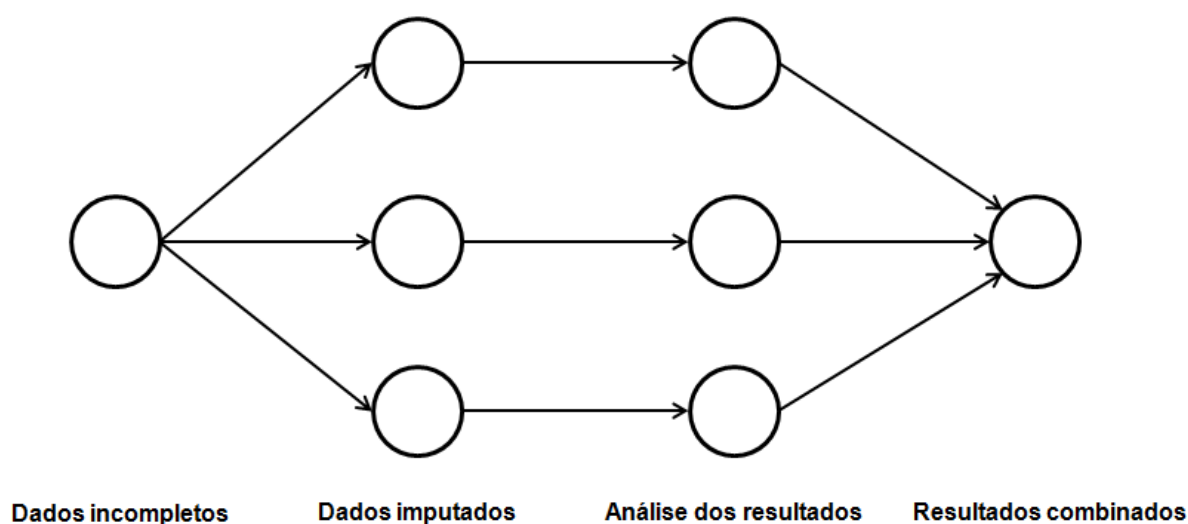 Dados incompletos
Dados imputados
Análise dos resultados
Resultados combinados